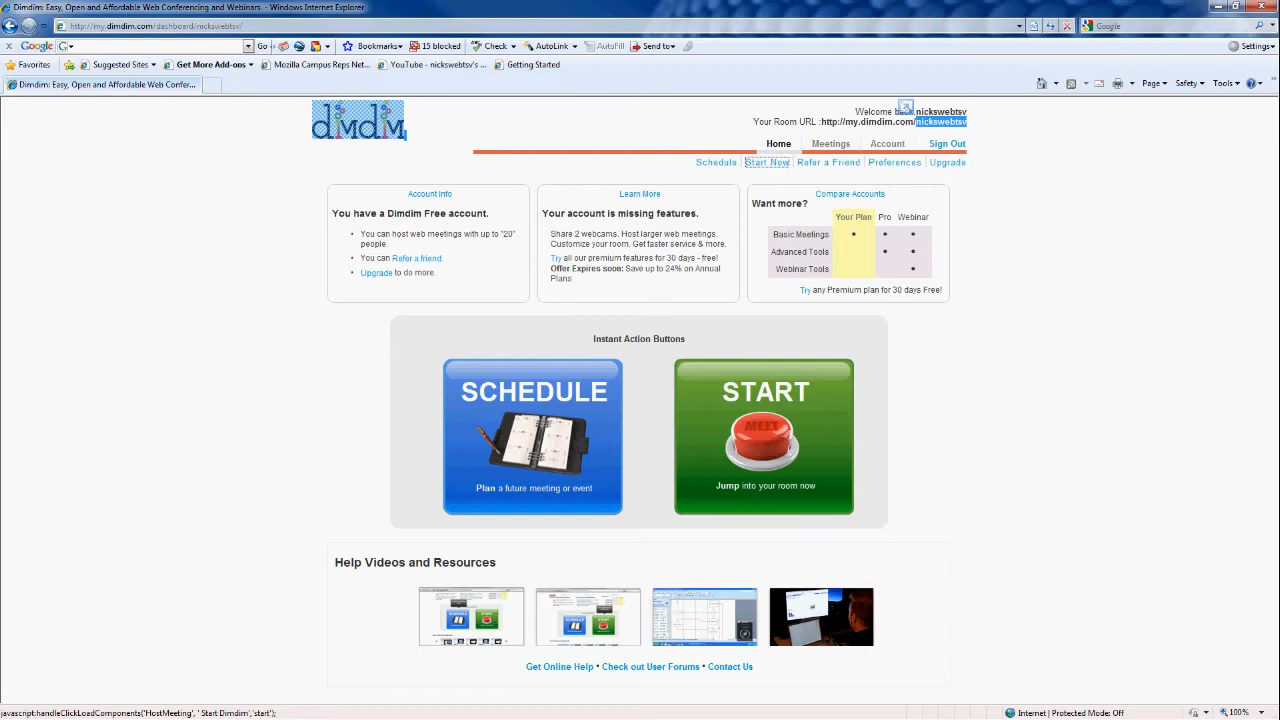 Dimdim: Easy, Open and Affordable Web Conferencing and Webinars. - Windows Internet Explorer
http://my.dimdim.com/dashboard/nickswebtsv/
Google
Google
Go
Bookmarks
15 blocked
Check
AutoLink
AutoFill
Send to
Settings
Favorites
Suggested Sites
Get More Add-ons
Mozilla Campus Reps Net...
YouTube - nickswebtsv's ...
Getting Started
Dimdim: Easy, Open and Affordable Web Confer...
Page
Safety
Tools
dimdim
Welcome back, nickswebtsv
Your Room URL :http://my.dimdim.com/nickswebtsv
Home
Meetings
Account
Sign Out
Schedule | Start Now | Refer a Friend | Preferences | Upgrade
Account Info
You have a Dimdim Free account.
• You can host web meetings with up to "20"
people.
• You can Refer a friend.
• Upgrade to do more.
Learn More
Your account is missing features.
Share 2 webcams. Host larger web meetings.
Customize your room. Get faster service & more.
Try all our premium features for 30 days - free!
Offer Expires soon: Save up to 24% on Annual
Plans
Compare Accounts
Want more?
Your Plan Pro Webinar
Basic Meetings • • •
Advanced Tools • •
Webinar Tools •
Try any Premium plan for 30 days Free!
Instant Action Buttons
SCHEDULE
Plan a future meeting or event
START
MEET
Jump into your room now
Help Videos and Resources
SCHEDULE
START
SCHEDULE
START
Get Online Help • Check out User Forums • Contact Us
javascript:handleClickLoadComponents('HostMeeting', ' Start Dimdim','start');
Internet | Protected Mode: Off
100%